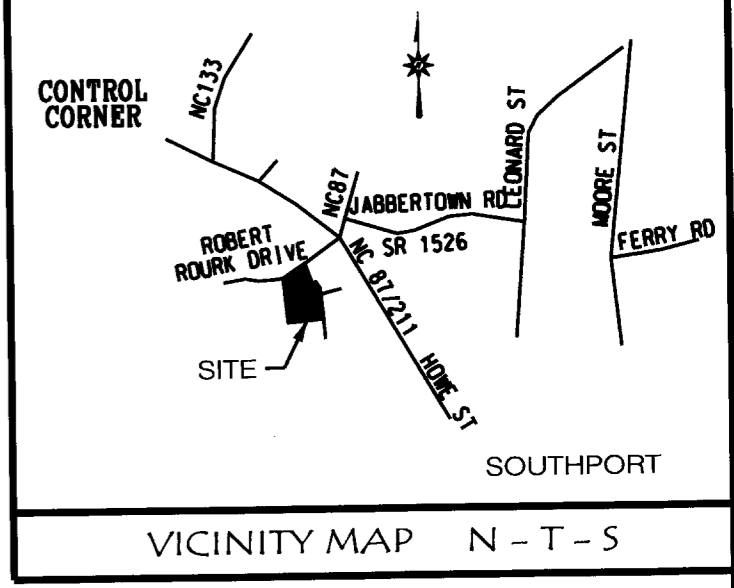 CONTROL
CORNER
NC133
NC87
JABBERTOWN RD
LEONARD ST
MOORE ST
FERRY RD
SR 1526
ROBERT
ROURK DRIVE
NC 87/211 HOWE ST
SITE
SOUTHPORT
VICINITY MAP N - T - S